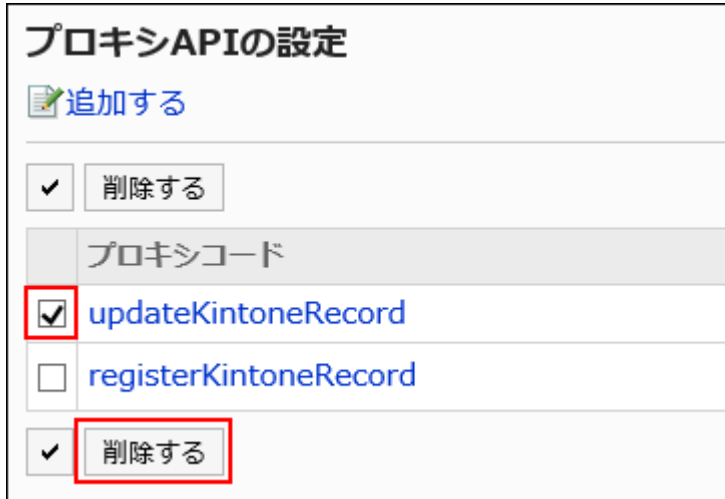 プロキシAPIの設定
追加する
削除する
プロキシコード
updateKintoneRecord
registerKintoneRecord
削除する